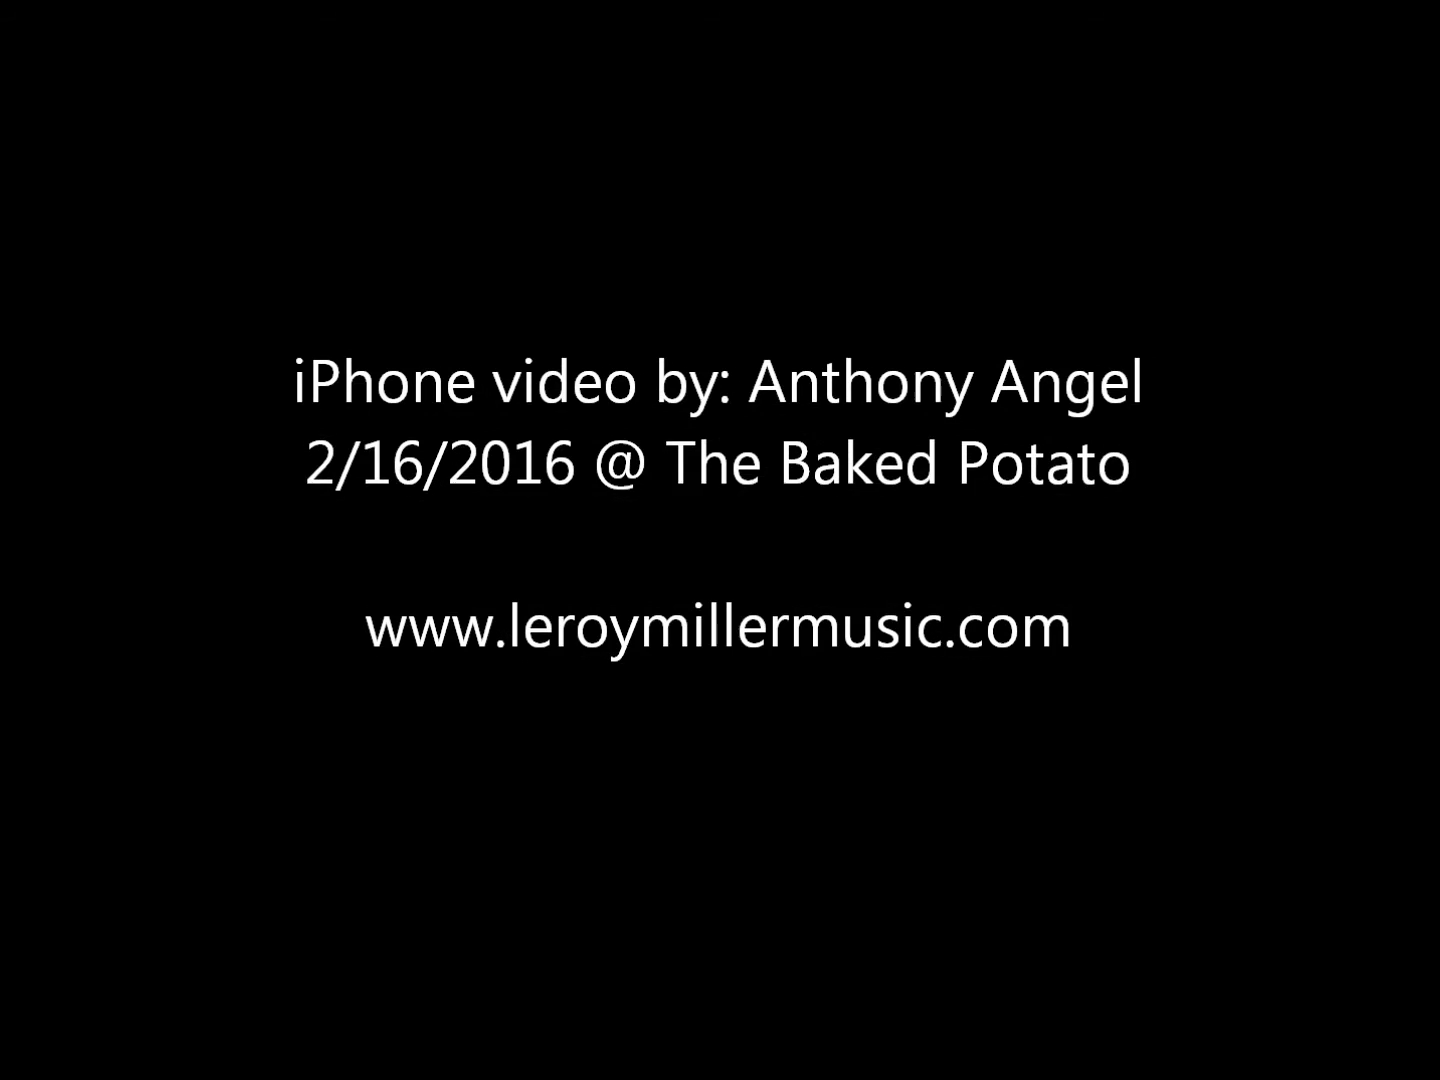 iPhone video by: Anthony Angel
2/16/2016 @ The Baked Potato
www.leroymillermusic.com